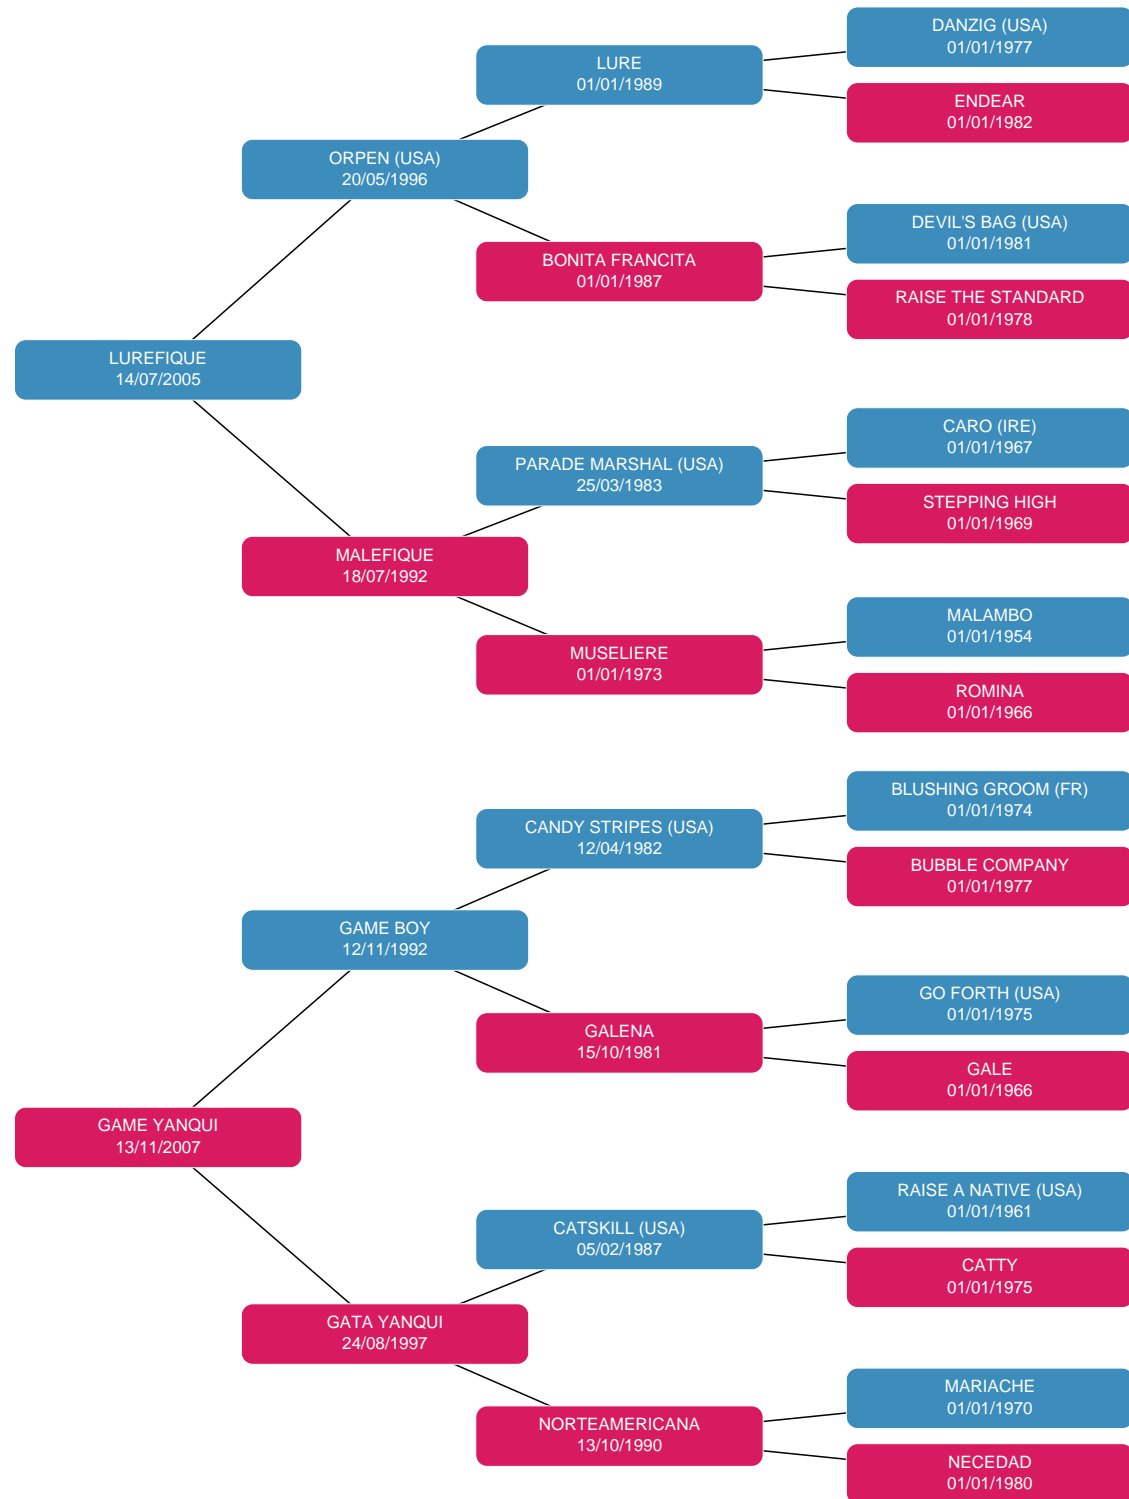 DANZIG (USA)
01/01/1977
LURE
01/01/1989
ENDEAR
01/01/1982
ORPEN (USA)
20/05/1996
DEVIL'S BAG (USA)
01/01/1981
BONITA FRANCITA
01/01/1987
RAISE THE STANDARD
01/01/1978
LUREFIQUE
14/07/2005
CARO (IRE)
01/01/1967
PARADE MARSHAL (USA)
25/03/1983
STEPPING HIGH
01/01/1969
MALEFIQUE
18/07/1992
MALAMBO
01/01/1954
MUSELIERE
01/01/1973
ROMINA
01/01/1966
BLUSHING GROOM (FR)
01/01/1974
CANDY STRIPES (USA)
12/04/1982
BUBBLE COMPANY
01/01/1977
GAME BOY
12/11/1992
GO FORTH (USA)
01/01/1975
GALENA
15/10/1981
GALE
01/01/1966
GAME YANQUI
13/11/2007
RAISE A NATIVE (USA)
01/01/1961
CATSKILL (USA)
05/02/1987
CATTY
01/01/1975
GATA YANQUI
24/08/1997
MARIACHE
01/01/1970
NORTEAMERICANA
13/10/1990
NECEDAD
01/01/1980